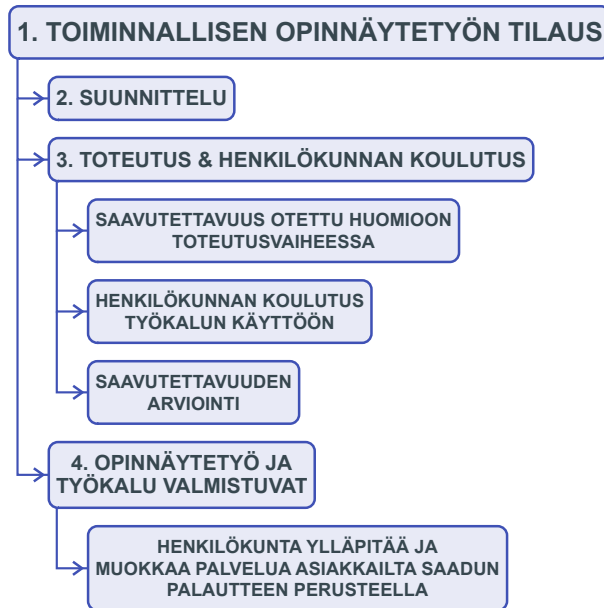 1. TOIMINNALLISEN OPINNÄYTETYÖN TILAUS
2. SUUNNITTELU
3. TOTEUTUS & HENKILÖKUNNAN KOULUTUS
SAAVUTETTAVUUS OTETTU HUOMIOON
TOTEUTUSVAIHEESSA
HENKILÖKUNNAN KOULUTUS
TYÖKALUN KÄYTTÖÖN
SAAVUTETTAVUUDEN
ARVIOINTI
4. OPINNÄYTETYÖ JA
TYÖKALU VALMISTUVAT
HENKILÖKUNTA YLLÄPITÄÄ JA
MUOKKAA PALVELUA ASIAKKAILTA SAADUN
PALAUTTEEN PERUSTEELLA